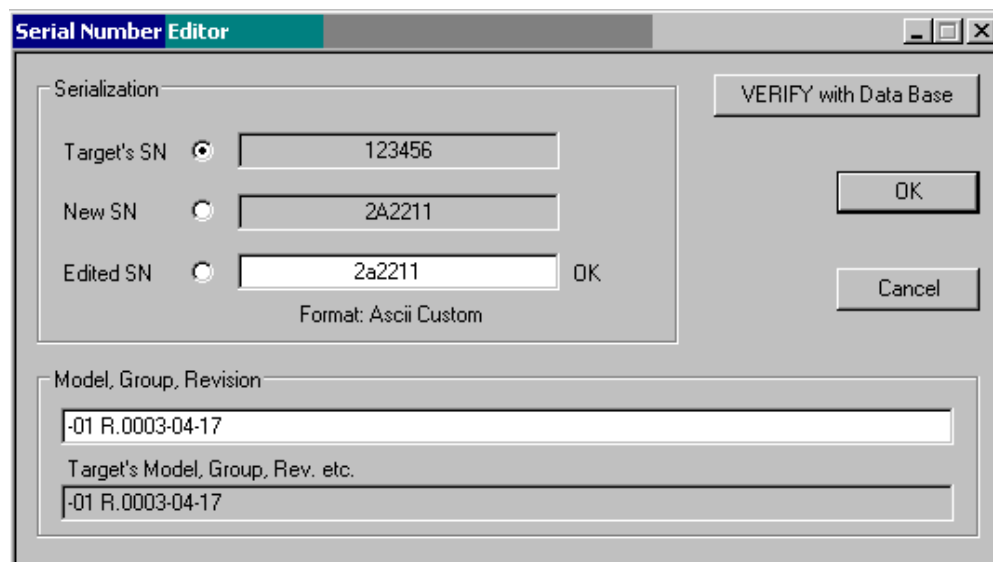 Serial Number Editor
Serialization
VERIFY with Data Base
Target's SN 123456
OK
New SN 2A2211
Edited SN 2a2211 OK
Cancel
Format: Ascii Custom
Model, Group, Revision
-01 R.0003-04-17
Target's Model, Group, Rev. etc.
-01 R.0003-04-17